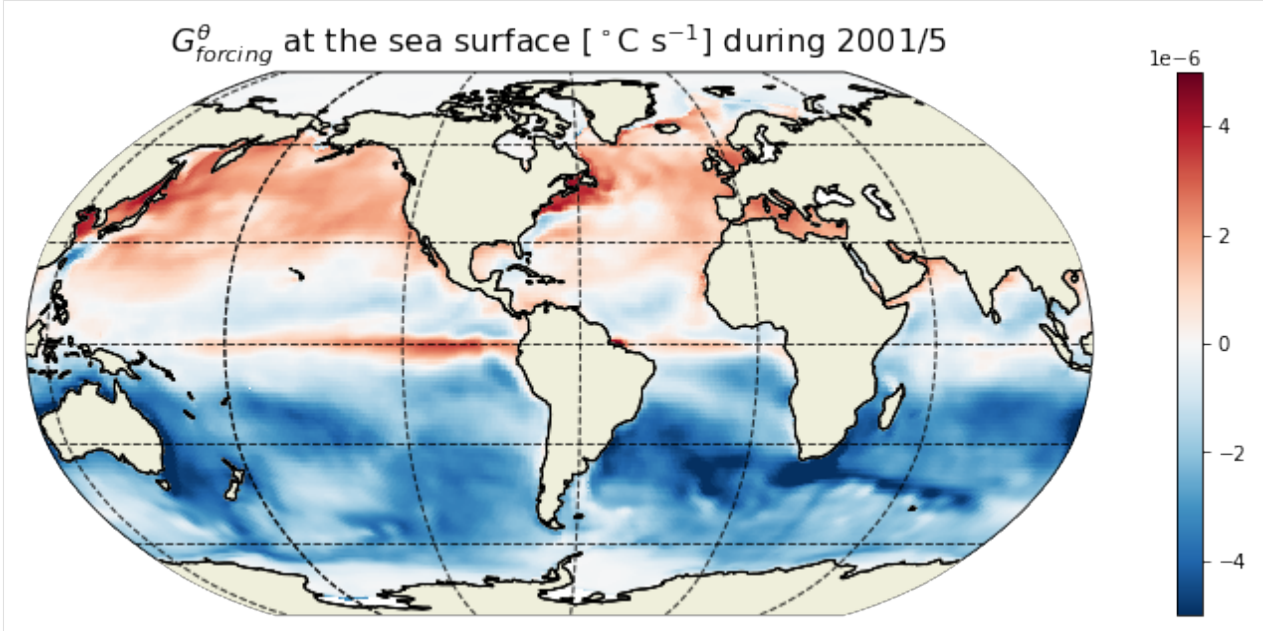 G^θ_forcing at the sea surface [°C s⁻¹] during 2001/5
1e−6
4
2
0
−2
−4